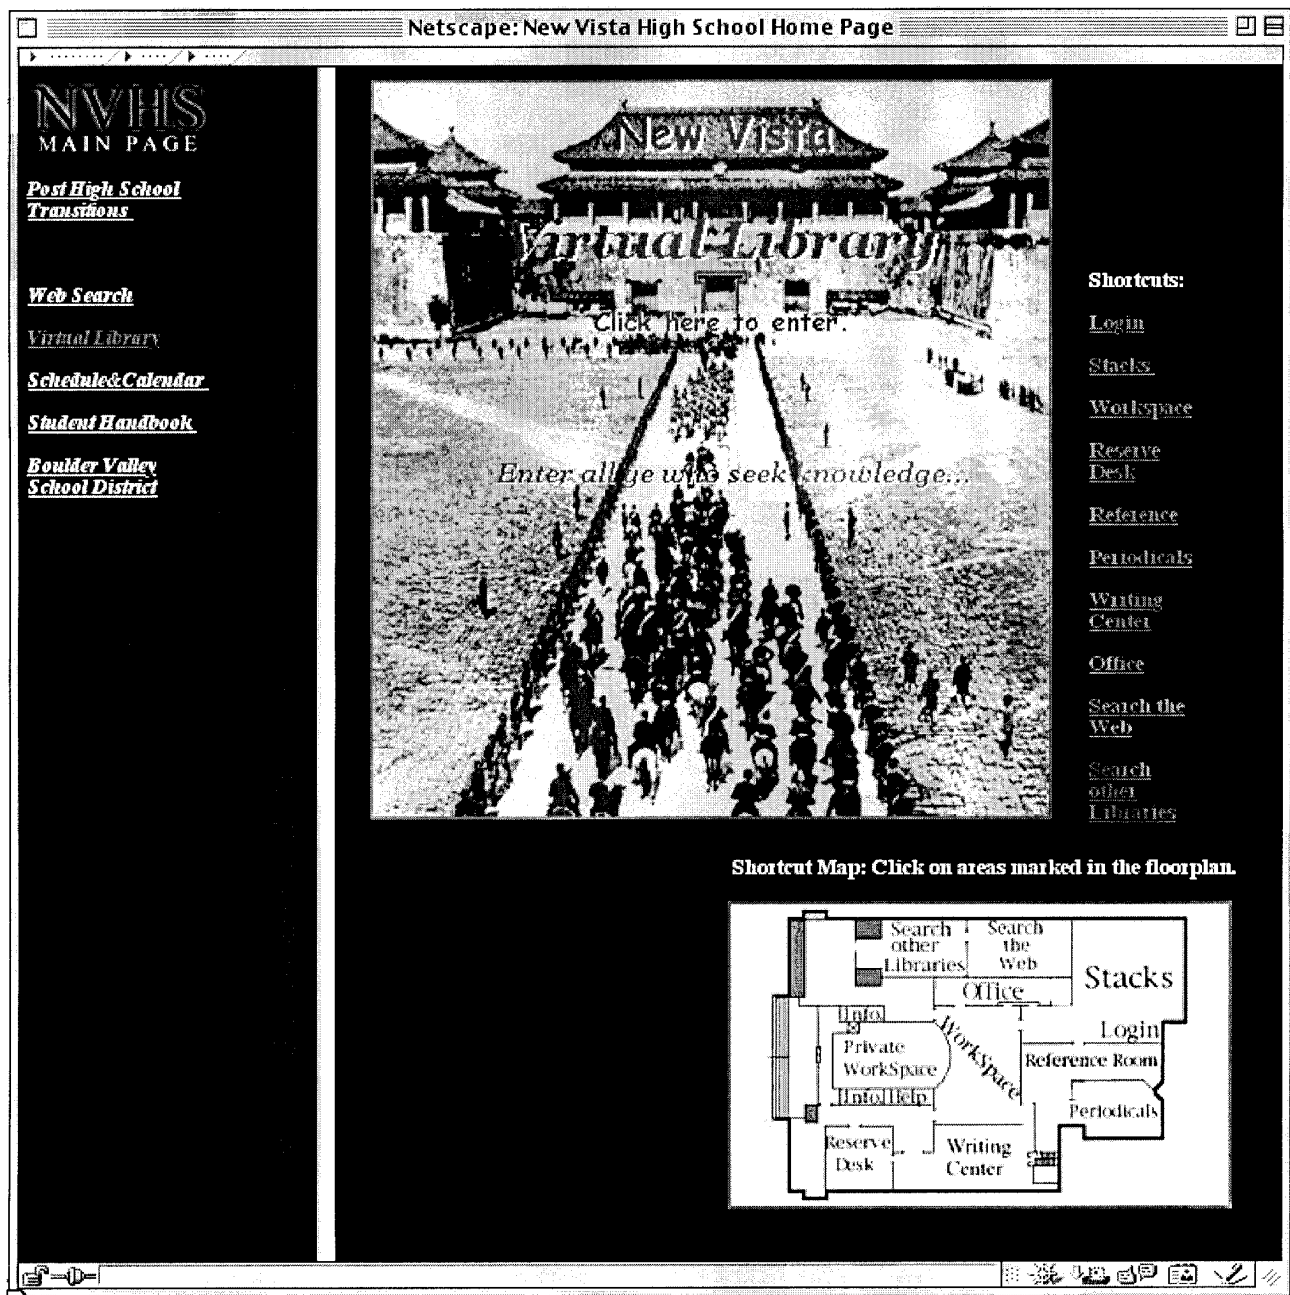 Netscape: New Vista High School Home Page
NVHS
MAIN PAGE
Post High School
Transitions
Web Search
Virtual Library
Schedule&Calendar
Student Handbook
Boulder Valley
School District
New Vista
Virtual Library
Click here to enter.
Enter all ye who seek knowledge...
Shortcuts:
Login
Stacks
Workspace
Reserve
Desk
Reference
Periodicals
Writing
Center
Office
Search the
Web
Search
other
Libraries
Shortcut Map: Click on areas marked in the floorplan.
Search
other
Libraries
Search
the
Web
Stacks
Office
Info.
WorkSpace
Login
Private
WorkSpace
Reference Room
Info.
Help
Periodicals
Reserve
Desk
Writing
Center